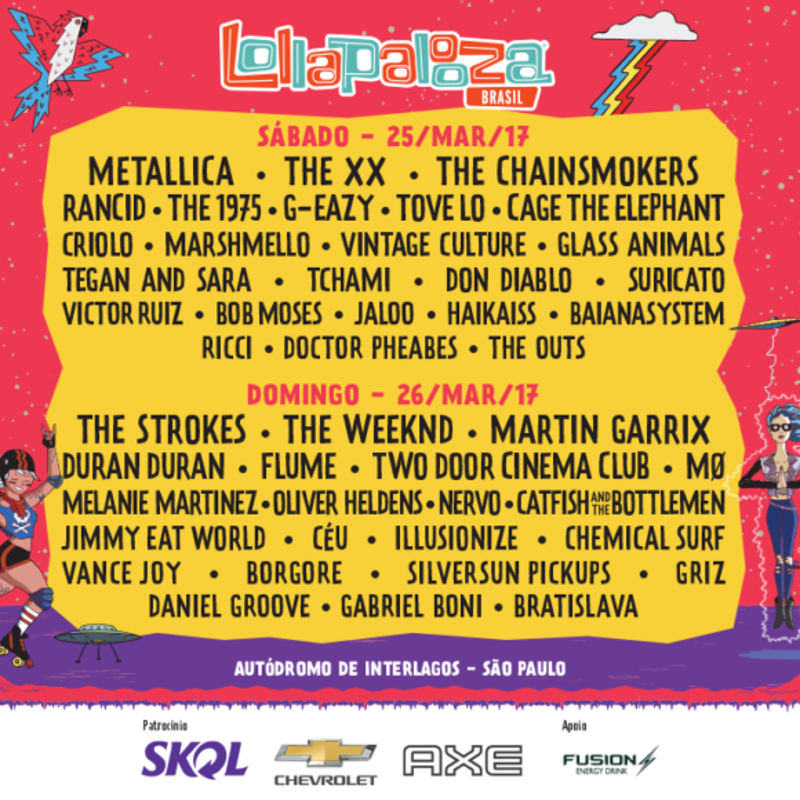 Lollapalooza
BRASIL
SÁBADO - 25/MAR/17
METALLICA • THE XX • THE CHAINSMOKERS
RANCID • THE 1975 • G-EAZY • TOVE LO • CAGE THE ELEPHANT
CRIOLO • MARSHMELLO • VINTAGE CULTURE • GLASS ANIMALS
TEGAN AND SARA • TCHAMI • DON DIABLO • SURICATO
VICTOR RUIZ • BOB MOSES • JALOO • HAIKAISS • BAIANASYSTEM
RICCI • DOCTOR PHEABES • THE OUTS
DOMINGO - 26/MAR/17
THE STROKES • THE WEEKND • MARTIN GARRIX
DURAN DURAN • FLUME • TWO DOOR CINEMA CLUB • MØ
MELANIE MARTINEZ • OLIVER HELDENS • NERVO • CATFISH AND THE BOTTLEMEN
JIMMY EAT WORLD • CÉU • ILLUSIONIZE • CHEMICAL SURF
VANCE JOY • BORGORE • SILVERSUN PICKUPS • GRIZ
DANIEL GROOVE • GABRIEL BONI • BRATISLAVA
AUTÓDROMO DE INTERLAGOS - SÃO PAULO
Patrocínio
Apoio
SKOL
CHEVROLET
AXE
FUSION
ENERGY DRINK